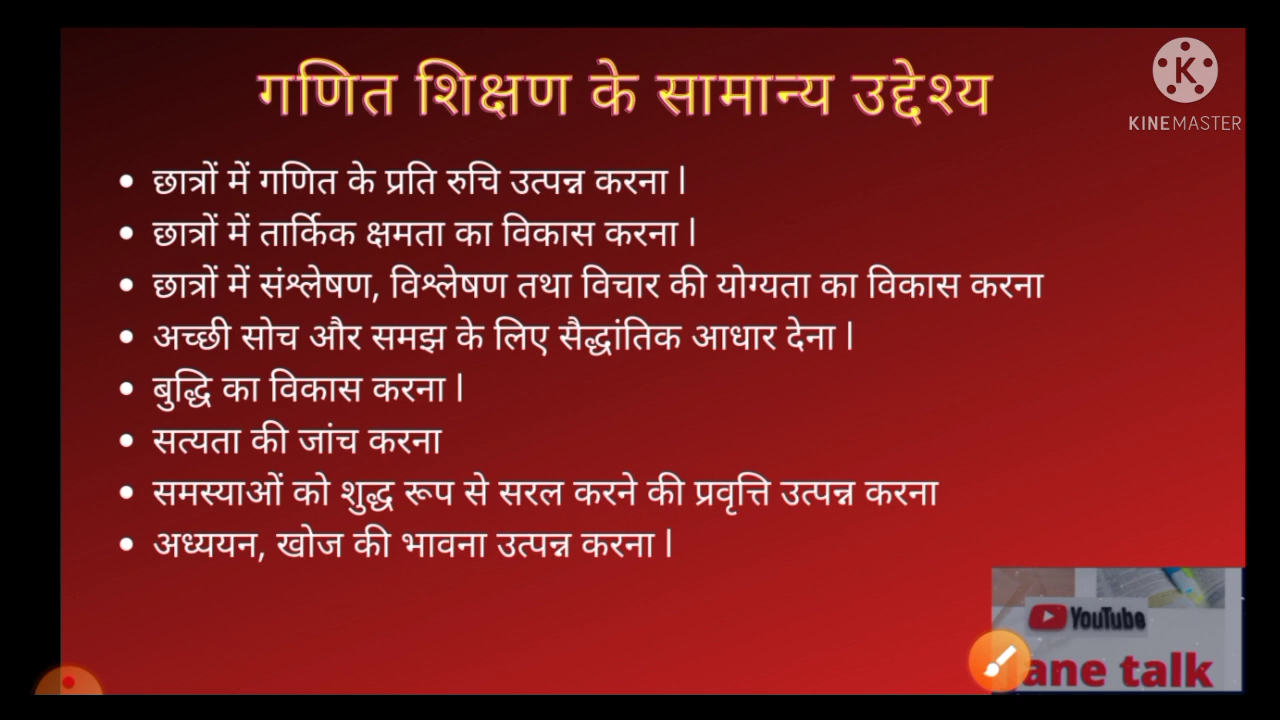 गणित शिक्षण के सामान्य उद्देश्य
K
KINEMASTER
• छात्रों में गणित के प्रति रुचि उत्पन्न करना |
• छात्रों में तार्किक क्षमता का विकास करना |
• छात्रों में संश्लेषण, विश्लेषण तथा विचार की योग्यता का विकास करना
• अच्छी सोच और समझ के लिए सैद्धांतिक आधार देना |
• बुद्धि का विकास करना |
• सत्यता की जांच करना
• समस्याओं को शुद्ध रूप से सरल करने की प्रवृत्ति उत्पन्न करना
• अध्ययन, खोज की भावना उत्पन्न करना |
YouTube
ane talk